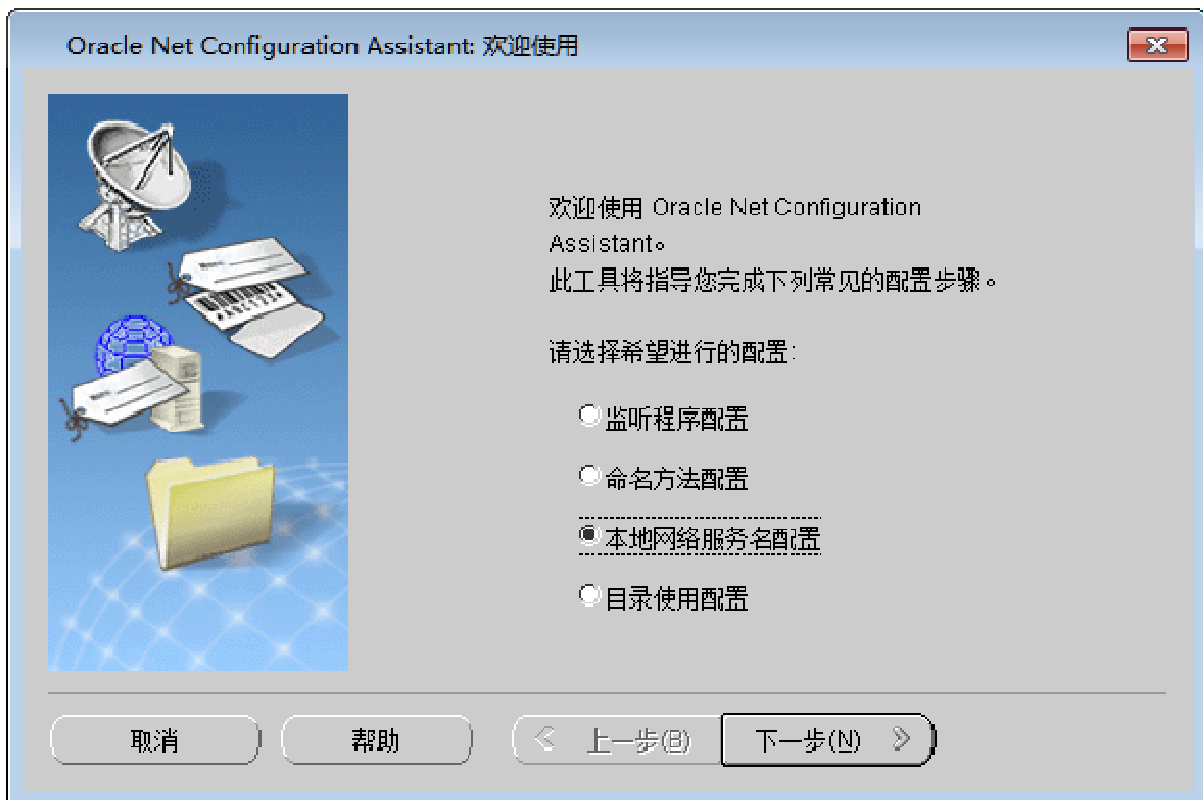 Oracle Net Configuration Assistant: 欢迎使用
欢迎使用 Oracle Net Configuration
Assistant。
此工具将指导您完成下列常见的配置步骤。
请选择希望进行的配置:
监听程序配置
命名方法配置
本地网络服务名配置
目录使用配置
取消 帮助 上一步(B) 下一步(N)